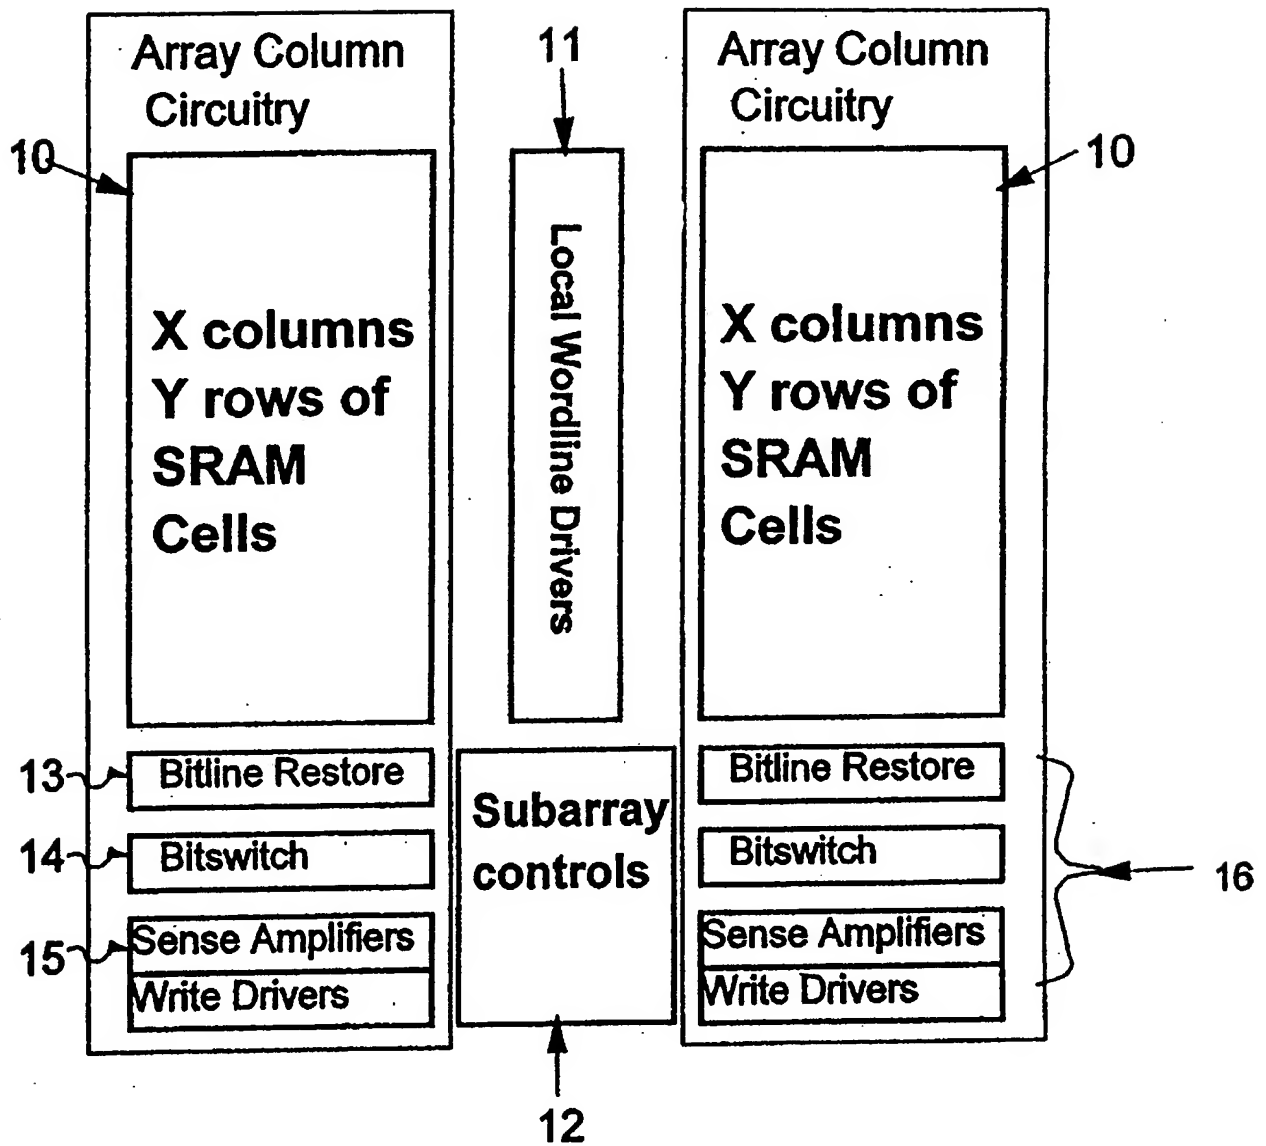 Array Column
Circuitry
10
X columns
Y rows of
SRAM
Cells
13
Bitline Restore
14
Bitswitch
15
Sense Amplifiers
Write Drivers
11
Local Wordline Drivers
Subarray
controls
12
Array Column
Circuitry
10
X columns
Y rows of
SRAM
Cells
Bitline Restore
Bitswitch
Sense Amplifiers
Write Drivers
16